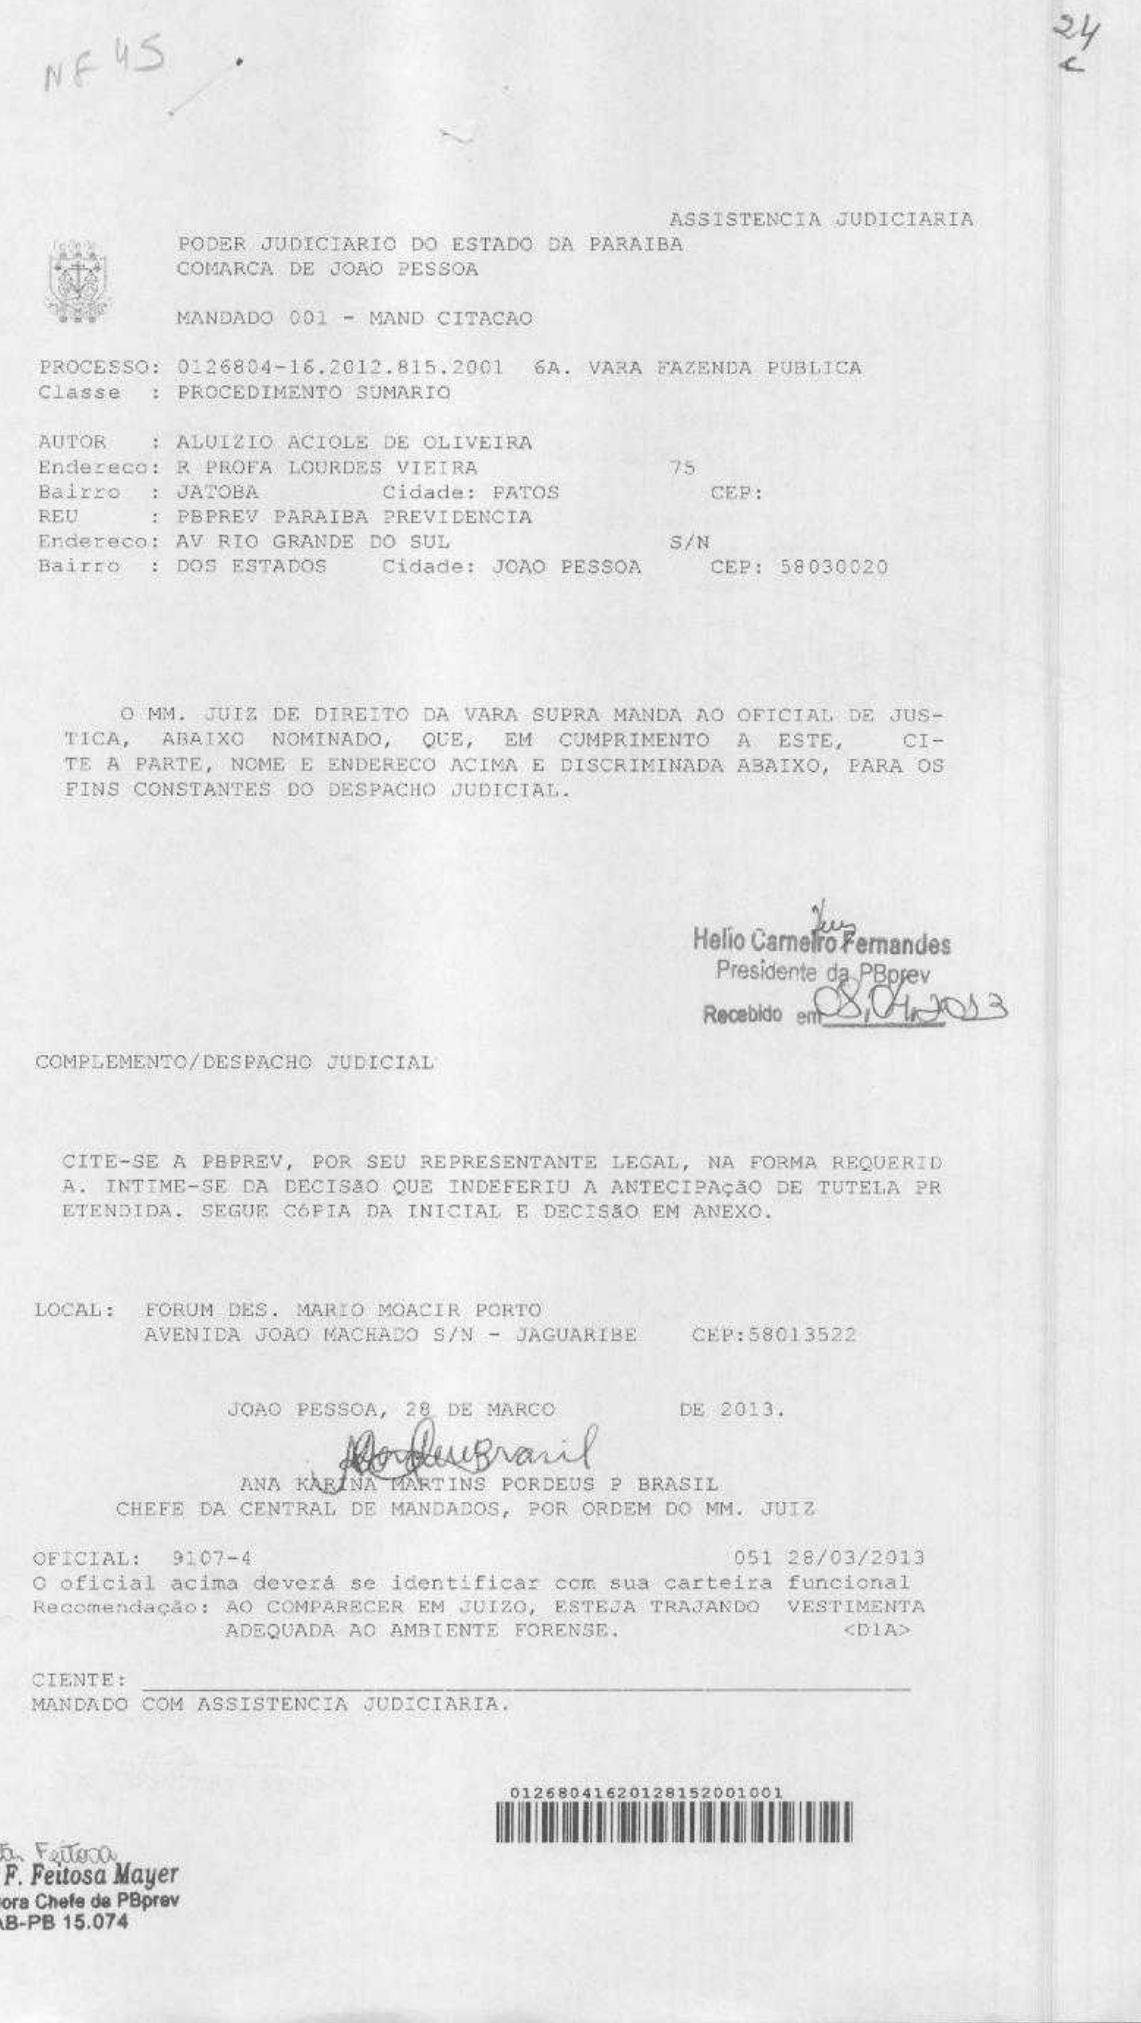 NF 45
24
ASSISTENCIA JUDICIARIA
PODER JUDICIARIO DO ESTADO DA PARAIBA
COMARCA DE JOAO PESSOA
MANDADO 001 - MAND CITACAO
PROCESSO: 0126804-16.2012.815.2001 6A. VARA FAZENDA PUBLICA
Classe : PROCEDIMENTO SUMARIO
AUTOR : ALUIZIO ACIOLE DE OLIVEIRA
Endereco: R PROFA LOURDES VIEIRA 75
Bairro : JATOBA Cidade: PATOS CEP:
REU : PBPREV PARAIBA PREVIDENCIA
Endereco: AV RIO GRANDE DO SUL S/N
Bairro : DOS ESTADOS Cidade: JOAO PESSOA CEP: 58030020
O MM. JUIZ DE DIREITO DA VARA SUPRA MANDA AO OFICIAL DE JUS-
TICA, ABAIXO NOMINADO, QUE, EM CUMPRIMENTO A ESTE, CI-
TE A PARTE, NOME E ENDERECO ACIMA E DISCRIMINADA ABAIXO, PARA OS
FINS CONSTANTES DO DESPACHO JUDICIAL.
Helio Carneiro Fernandes
Presidente da PBprev
Recebido em 08,04,2013
COMPLEMENTO/DESPACHO JUDICIAL
CITE-SE A PBPREV, POR SEU REPRESENTANTE LEGAL, NA FORMA REQUERID
A. INTIME-SE DA DECISãO QUE INDEFERIU A ANTECIPAçãO DE TUTELA PR
ETENDIDA. SEGUE CóPIA DA INICIAL E DECISãO EM ANEXO.
LOCAL: FORUM DES. MARIO MOACIR PORTO
AVENIDA JOAO MACHADO S/N - JAGUARIBE CEP:58013522
JOAO PESSOA, 28 DE MARCO DE 2013.
ANA KARINA MARTINS PORDEUS P BRASIL
CHEFE DA CENTRAL DE MANDADOS, POR ORDEM DO MM. JUIZ
OFICIAL: 9107-4 051 28/03/2013
O oficial acima deverá se identificar com sua carteira funcional
Recomendação: AO COMPARECER EM JUIZO, ESTEJA TRAJANDO VESTIMENTA
ADEQUADA AO AMBIENTE FORENSE. <D1A>
CIENTE:
MANDADO COM ASSISTENCIA JUDICIARIA.
012680416201281520010​01
Feitosa
F. Feitosa Mayer
ora Chefe da PBprev
AB-PB 15.074